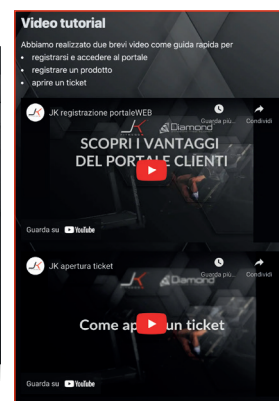 Video tutorial
Abbiamo realizzato due brevi video come guida rapida per
• registrarsi e accedere al portale
• registrare un prodotto
• aprire un ticket
JK registrazione portaleWEB
Guarda più...
Condividi
Diamond
SCOPRI I VANTAGGI
DEL PORTALE CLIENTI
Guarda su YouTube
JK apertura ticket
Guarda più...
Condividi
Diamond
Come ap un ticket
Guarda su YouTube